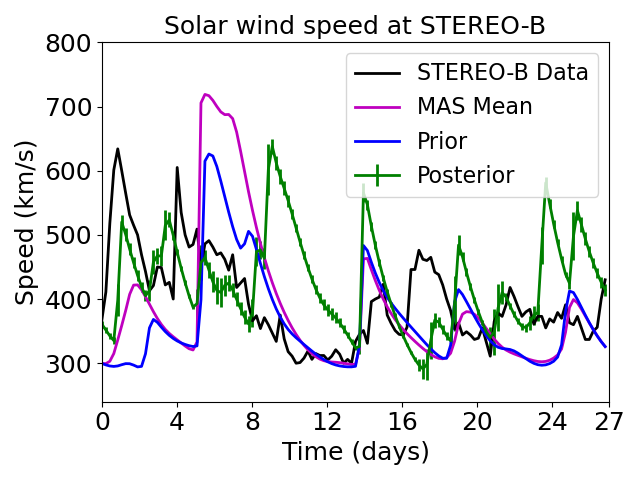 Solar wind speed at STEREO-B
Speed (km/s)
800
700
600
500
400
300
STEREO-B Data
MAS Mean
Prior
Posterior
0 4 8 12 16 20 24 27
Time (days)